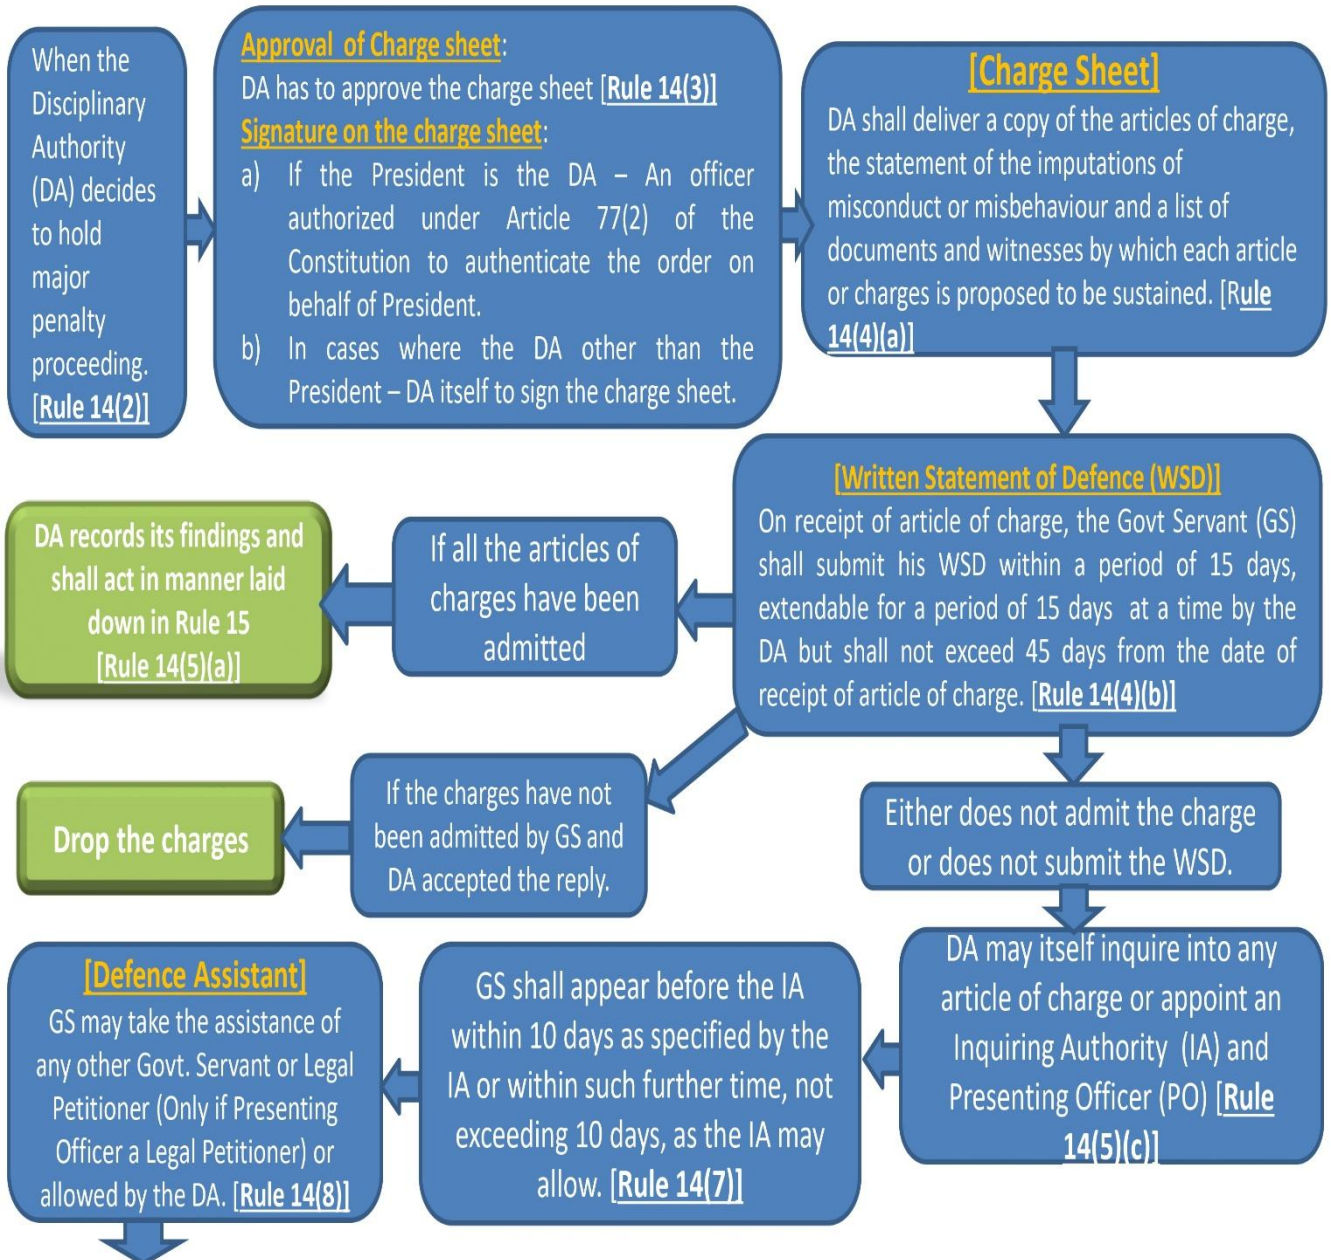 When the
Disciplinary
Authority
(DA) decides
to hold
major
penalty
proceeding.
[Rule 14(2)]
Approval of Charge sheet:
DA has to approve the charge sheet [Rule 14(3)]
Signature on the charge sheet:
a) If the President is the DA – An officer
authorized under Article 77(2) of the
Constitution to authenticate the order on
behalf of President.
b) In cases where the DA other than the
President – DA itself to sign the charge sheet.
[Charge Sheet]
DA shall deliver a copy of the articles of charge,
the statement of the imputations of
misconduct or misbehaviour and a list of
documents and witnesses by which each article
or charges is proposed to be sustained. [Rule
14(4)(a)]
[Written Statement of Defence (WSD)]
On receipt of article of charge, the Govt Servant (GS)
shall submit his WSD within a period of 15 days,
extendable for a period of 15 days at a time by the
DA but shall not exceed 45 days from the date of
receipt of article of charge. [Rule 14(4)(b)]
If all the articles of
charges have been
admitted
DA records its findings and
shall act in manner laid
down in Rule 15
[Rule 14(5)(a)]
If the charges have not
been admitted by GS and
DA accepted the reply.
Drop the charges
Either does not admit the charge
or does not submit the WSD.
DA may itself inquire into any
article of charge or appoint an
Inquiring Authority (IA) and
Presenting Officer (PO) [Rule
14(5)(c)]
GS shall appear before the IA
within 10 days as specified by the
IA or within such further time, not
exceeding 10 days, as the IA may
allow. [Rule 14(7)]
[Defence Assistant]
GS may take the assistance of
any other Govt. Servant or Legal
Petitioner (Only if Presenting
Officer a Legal Petitioner) or
allowed by the DA. [Rule 14(8)]